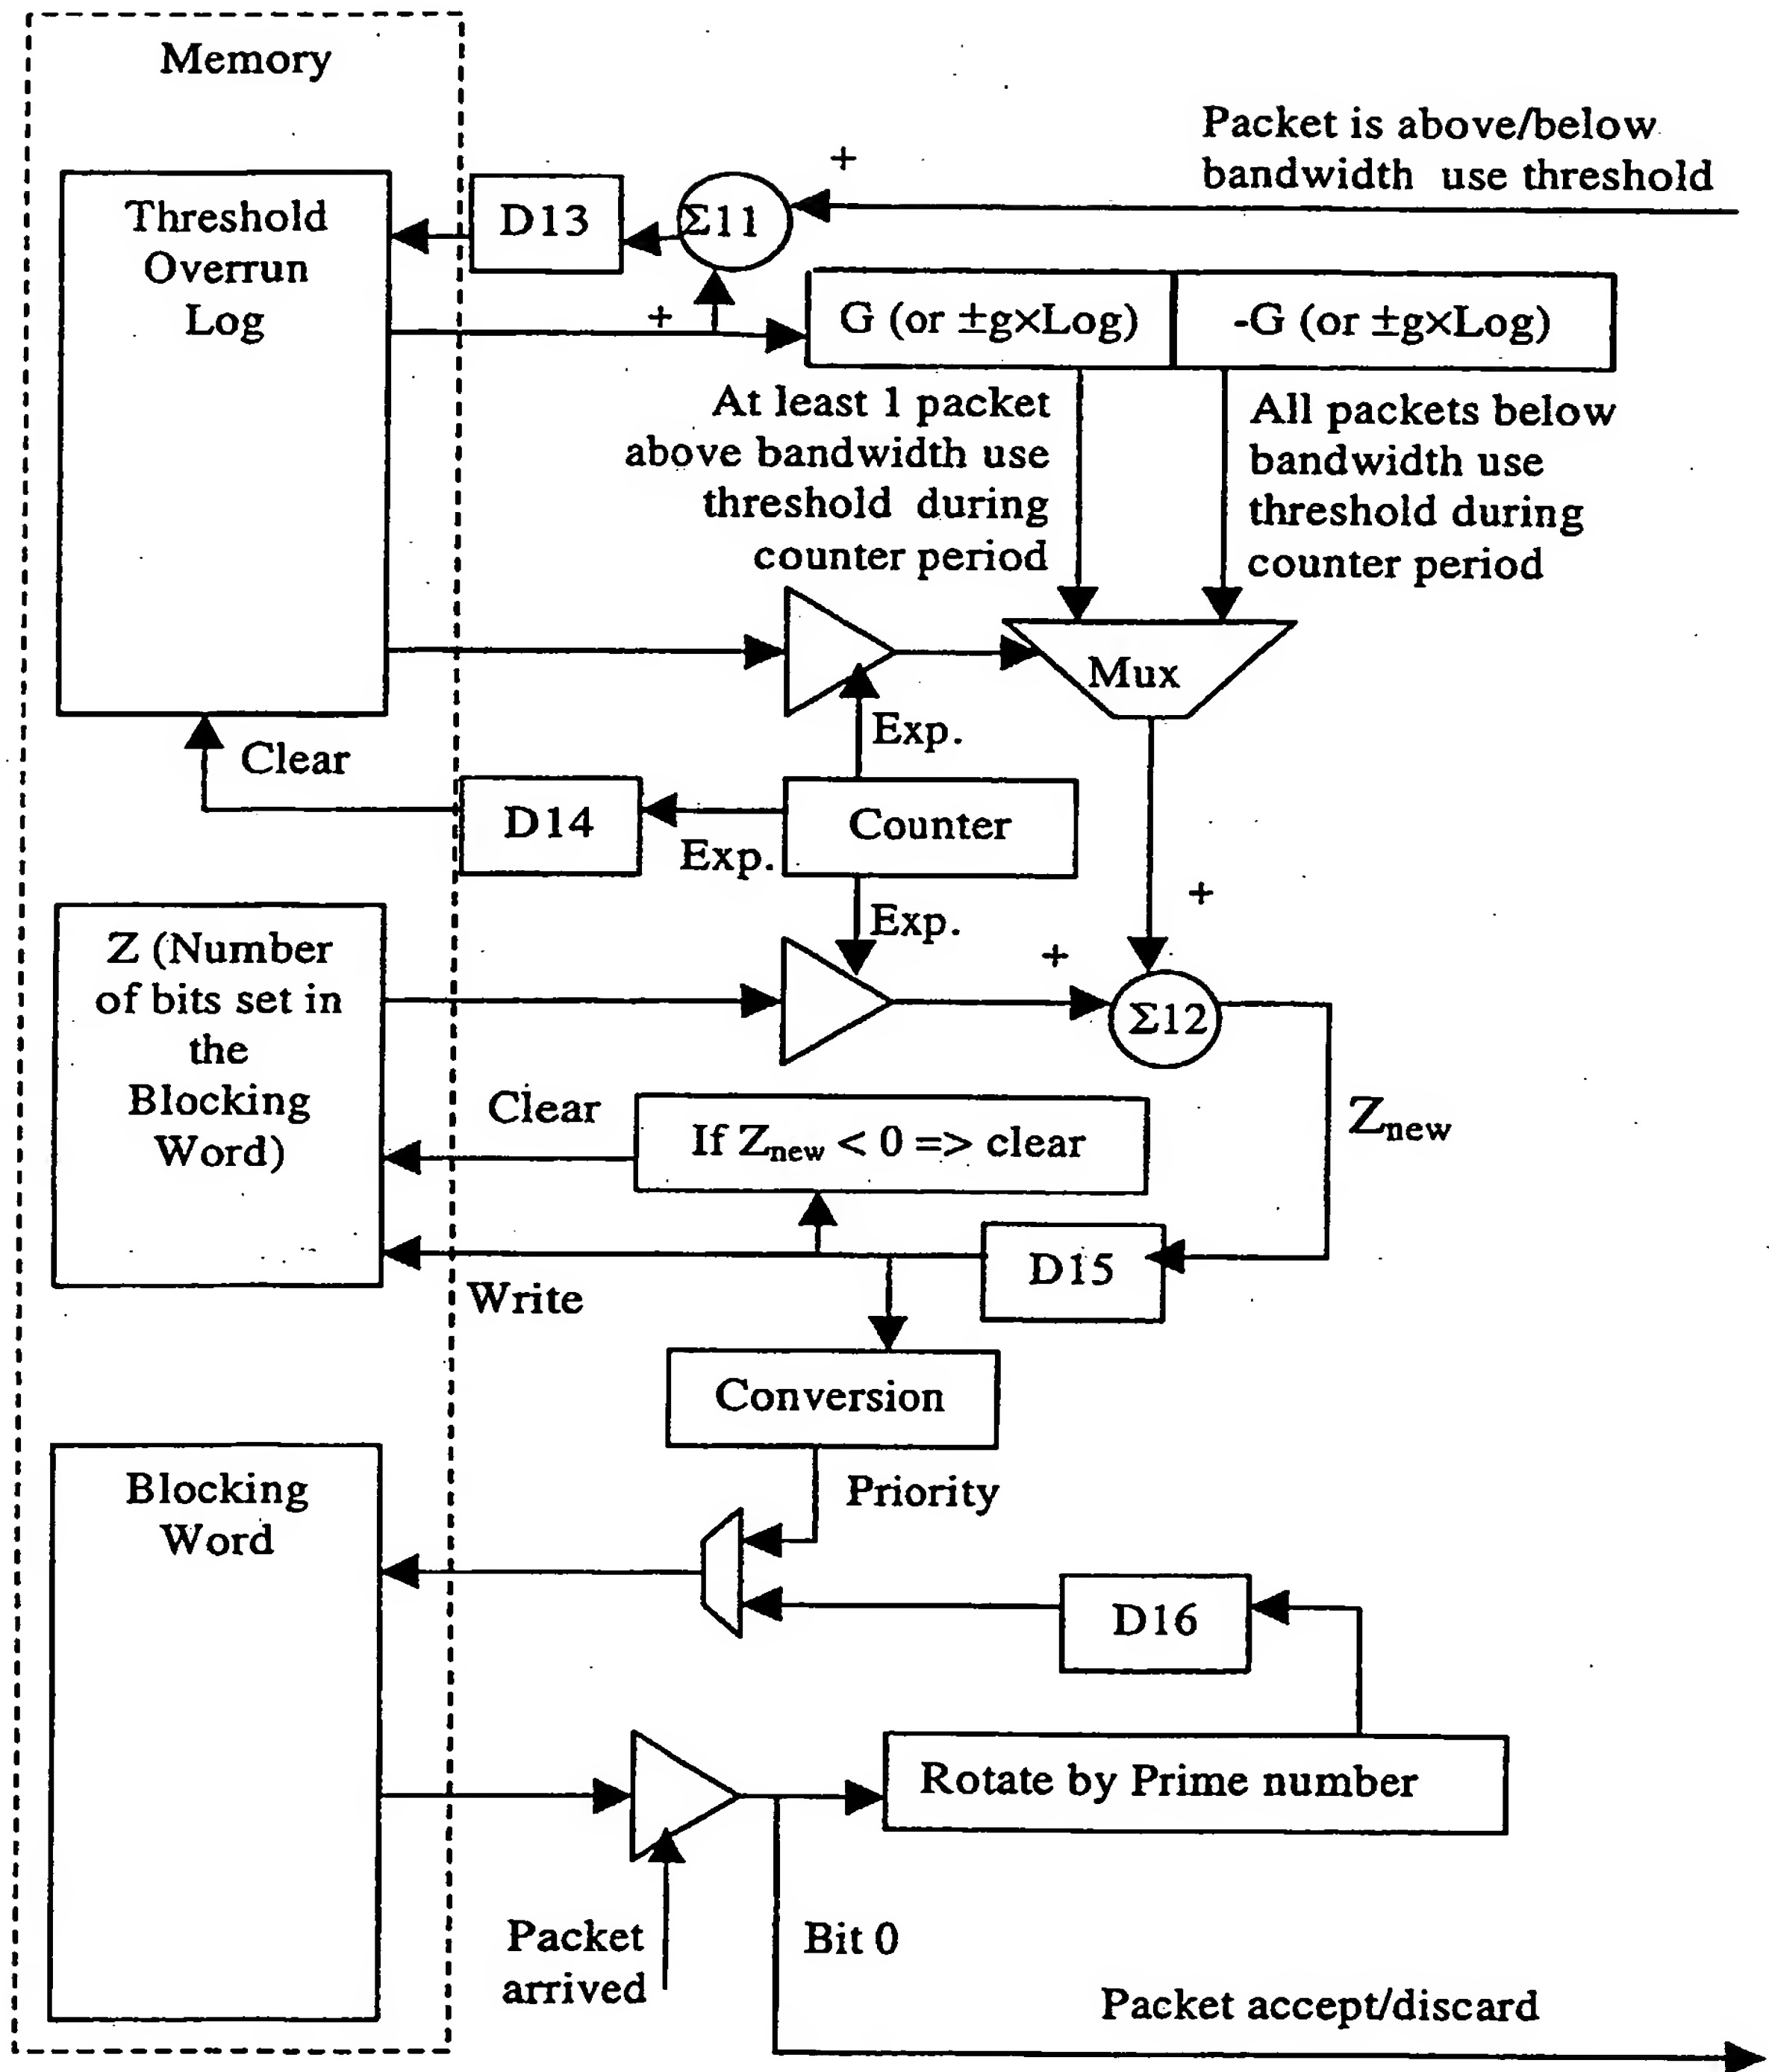 Memory
Packet is above/below
bandwidth use threshold
+
Threshold
Overrun
Log
D13
Σ11
+
G (or ±g×Log)
-G (or ±g×Log)
At least 1 packet
above bandwidth use
threshold during
counter period
All packets below
bandwidth use
threshold during
counter period
Mux
Exp.
Clear
D14
Exp.
Counter
Exp.
+
Z (Number
of bits set in
the
Blocking
Word)
+
Σ12
Clear
If Znew < 0 => clear
Znew
Write
D15
Conversion
Priority
Blocking
Word
D16
Rotate by Prime number
Packet
arrived
Bit 0
Packet accept/discard